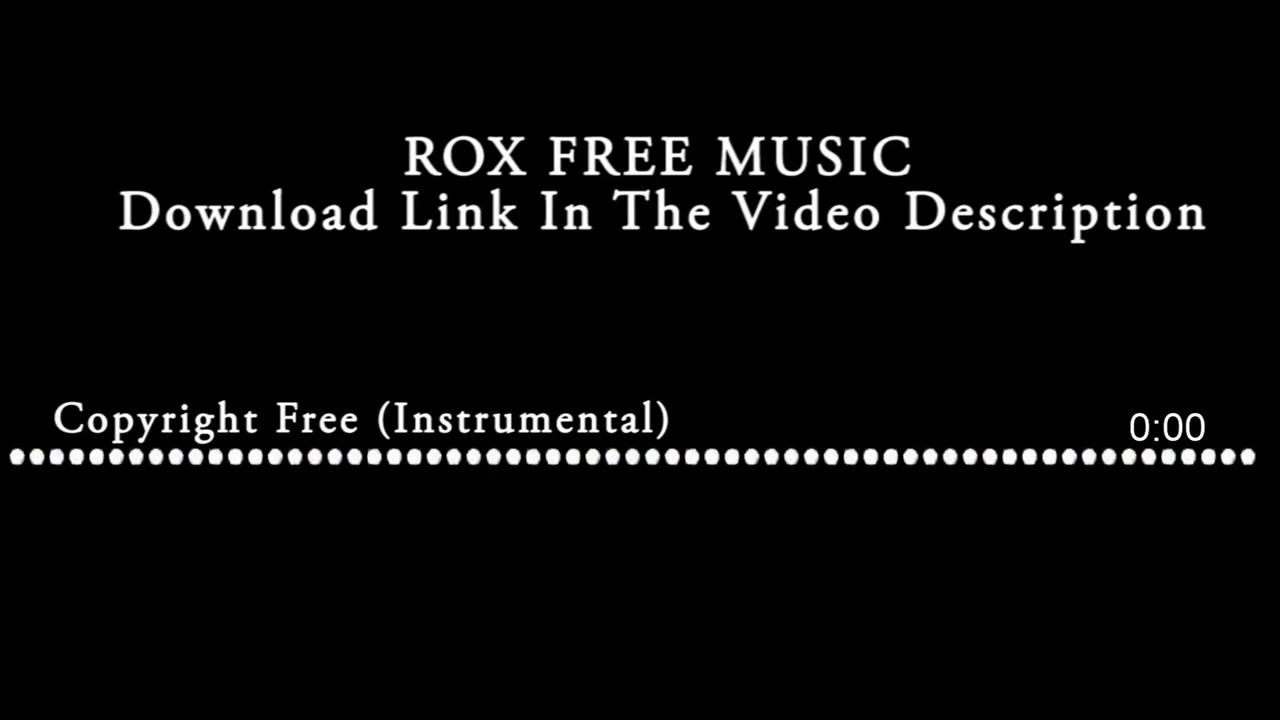 ROX FREE MUSIC
Download Link In The Video Description
Copyright Free (Instrumental)
0:00